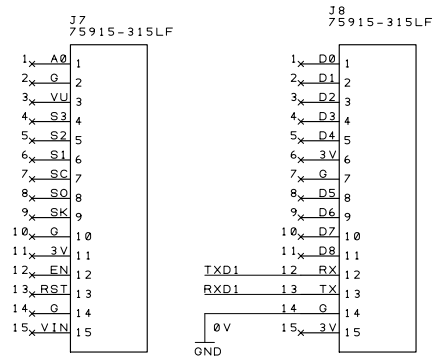 J7
75915-315LF
1 A0 1
2 G 2
3 VU 3
4 S3 4
5 S2 5
6 S1 6
7 SC 7
8 SO 8
9 SK 9
10 G 10
11 3V 11
12 EN 12
13 RST 13
14 G 14
15 VIN 15
J8
75915-315LF
1 D0 1
2 D1 2
3 D2 3
4 D3 4
5 D4 5
6 3V 6
7 G 7
8 D5 8
9 D6 9
10 D7 10
11 D8 11
TXD1 12 RX 12
RXD1 13 TX 13
14 G 14
0V 15 3V 15
GND